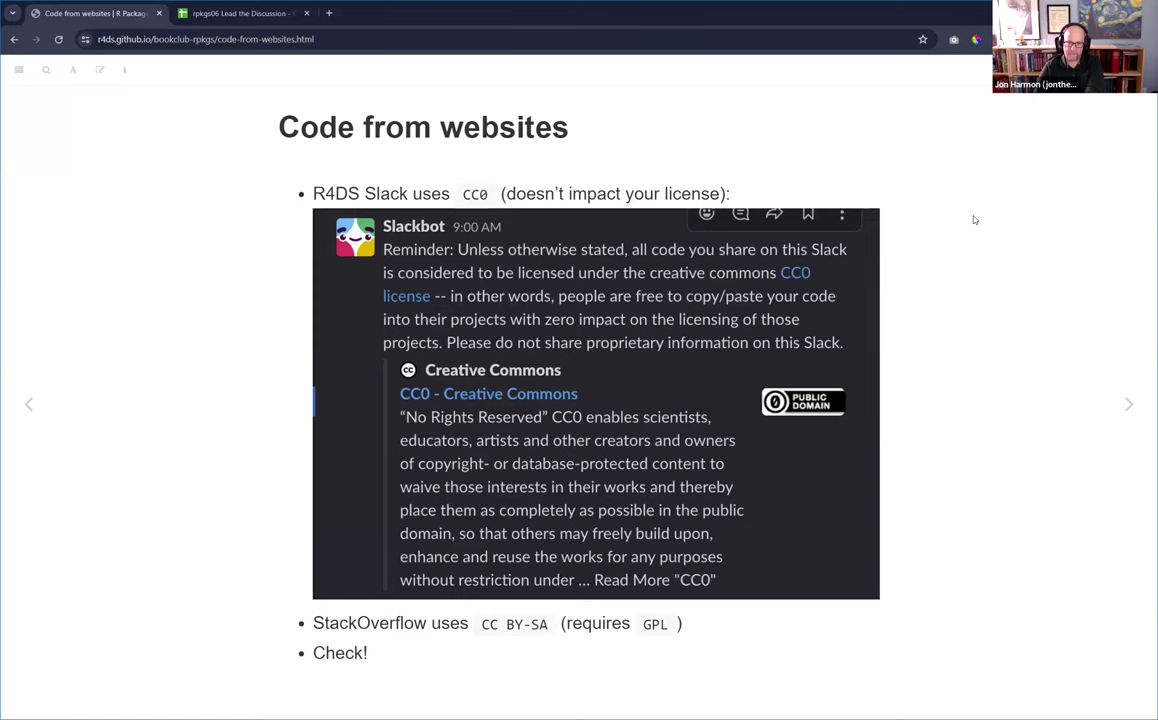 Code from websites | R Packag
rpkgs06 Lead the Discussion -
r4ds.github.io/bookclub-rpkgs/code-from-websites.html
Jon Harmon (jonthe...
Code from websites
R4DS Slack uses CC0 (doesn't impact your license):
Slackbot 9:00 AM
Reminder: Unless otherwise stated, all code you share on this Slack
is considered to be licensed under the creative commons CC0
license -- in other words, people are free to copy/paste your code
into their projects with zero impact on the licensing of those
projects. Please do not share proprietary information on this Slack.
Creative Commons
CC0 - Creative Commons
PUBLIC
DOMAIN
“No Rights Reserved” CC0 enables scientists,
educators, artists and other creators and owners
of copyright- or database-protected content to
waive those interests in their works and thereby
place them as completely as possible in the public
domain, so that others may freely build upon,
enhance and reuse the works for any purposes
without restriction under ... Read More "CC0"
StackOverflow uses CC BY-SA (requires GPL )
Check!